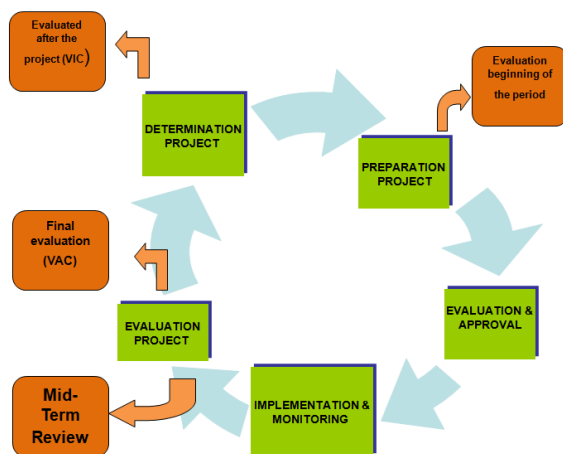 Evaluated
after the
project (VIC)
Evaluation
beginning of
the period
DETERMINATION
PROJECT
PREPARATION
PROJECT
Final
evaluation
(VAC)
EVALUATION &
APPROVAL
EVALUATION
PROJECT
Mid-
Term
Review
IMPLEMENTATION &
MONITORING